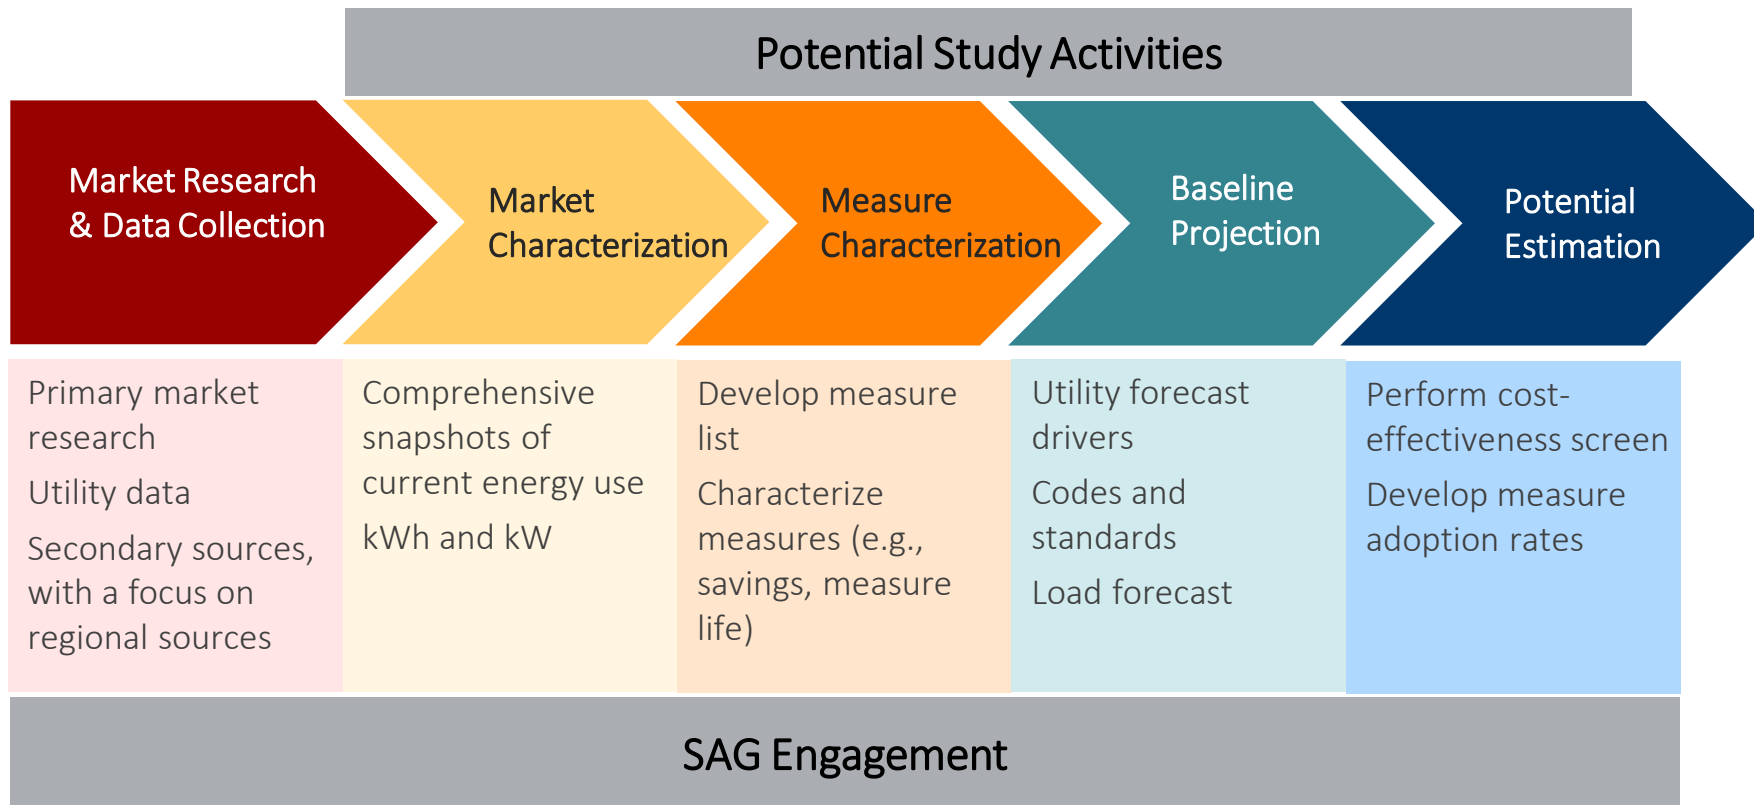 Potential Study Activities
Market Research
& Data Collection
Market
Characterization
Measure
Characterization
Baseline
Projection
Potential
Estimation
Primary market
research
Utility data
Secondary sources,
with a focus on
regional sources
Comprehensive
snapshots of
current energy use
kWh and kW
Develop measure
list
Characterize
measures (e.g.,
savings, measure
life)
Utility forecast
drivers
Codes and
standards
Load forecast
Perform cost-
effectiveness screen
Develop measure
adoption rates
SAG Engagement